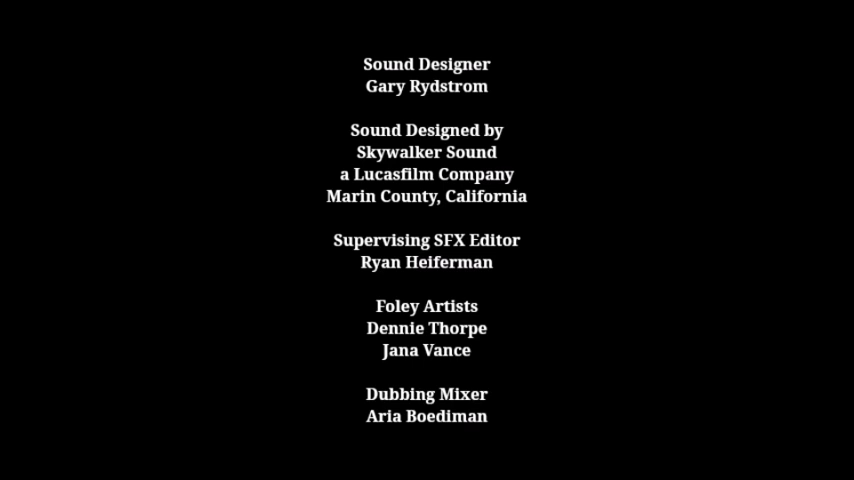 Sound Designer
Gary Rydstrom
Sound Designed by
Skywalker Sound
a Lucasfilm Company
Marin County, California
Supervising SFX Editor
Ryan Heiferman
Foley Artists
Dennie Thorpe
Jana Vance
Dubbing Mixer
Aria Boediman